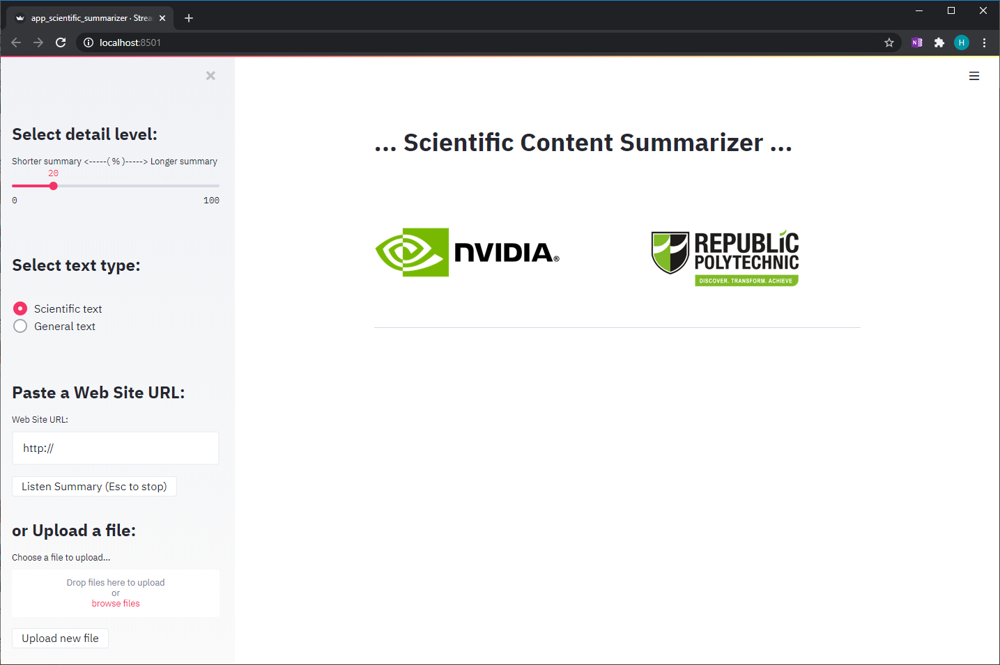 app_scientific_summarizer · Strea
localhost:8501
N
H
Select detail level:
Shorter summary <-----( % )-----> Longer summary
20
0 100
Select text type:
Scientific text
General text
Paste a Web Site URL:
Web Site URL:
http://
Listen Summary (Esc to stop)
or Upload a file:
Choose a file to upload...
Drop files here to upload
or
browse files
Upload new file
... Scientific Content Summarizer ...
NVIDIA®
REPUBLIC
POLYTECHNIC
DISCOVER. TRANSFORM. ACHIEVE